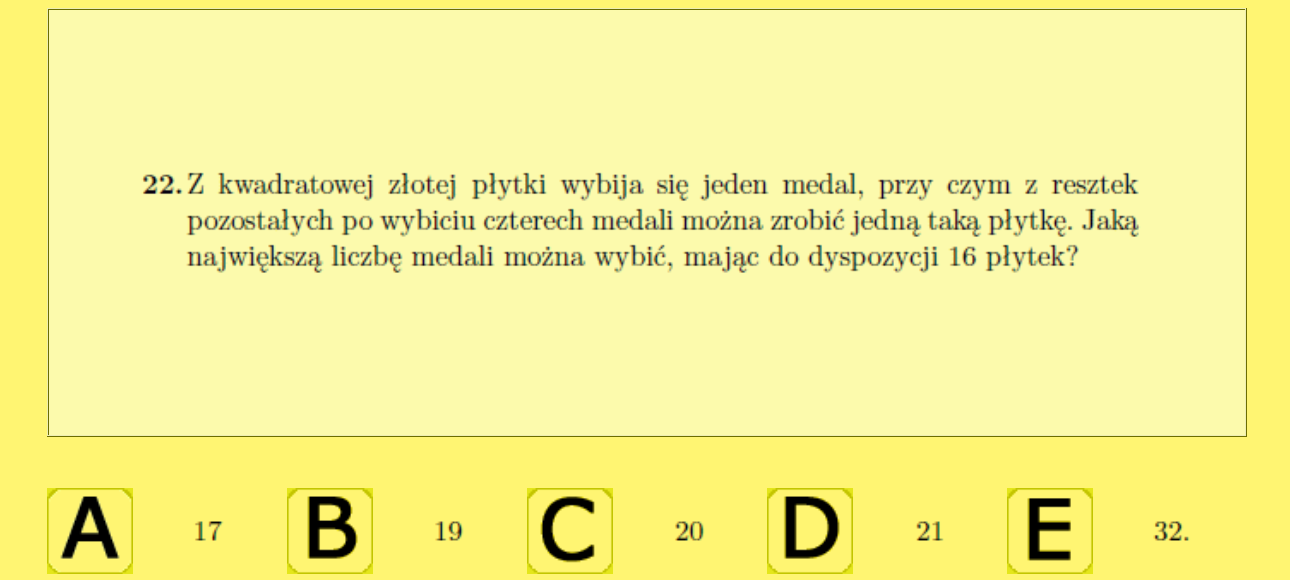 22. Z kwadratowej złotej płytki wybija się jeden medal, przy czym z resztek
pozostałych po wybiciu czterech medali można zrobić jedną taką płytkę. Jaką
największą liczbę medali można wybić, mając do dyspozycji 16 płytek?
A 17 B 19 C 20 D 21 E 32.